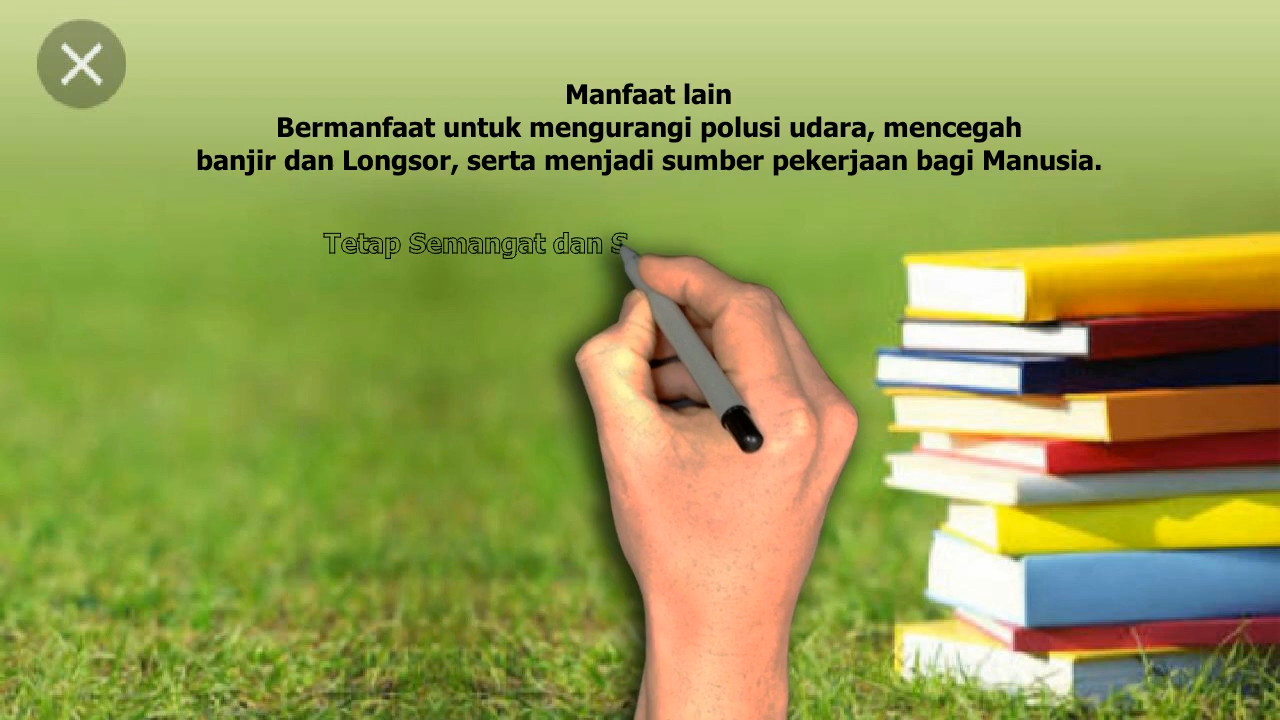 Manfaat lain
Bermanfaat untuk mengurangi polusi udara, mencegah
banjir dan Longsor, serta menjadi sumber pekerjaan bagi Manusia.
Tetap Semangat dan S